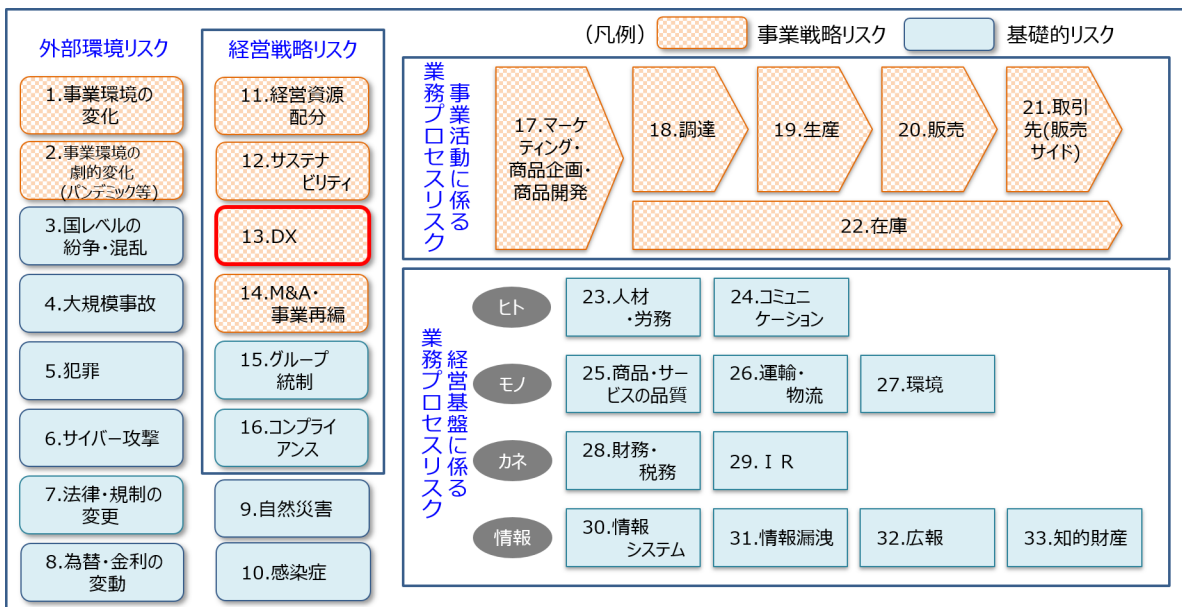 (凡例)
事業戦略リスク
基礎的リスク
外部環境リスク
1.事業環境の
変化
2.事業環境の
劇的変化
(パンデミック等)
3.国レベルの
紛争・混乱
4.大規模事故
5.犯罪
6.サイバー攻撃
7.法律・規制の
変更
8.為替・金利の
変動
経営戦略リスク
11.経営資源
配分
12.サステナ
ビリティ
13.DX
14.M&A・
事業再編
15.グループ
統制
16.コンプライ
アンス
9.自然災害
10.感染症
事業活動に係る
業務プロセスリスク
17.マーケ
ティング・
商品企画・
商品開発
18.調達
19.生産
20.販売
21.取引
先(販売
サイド)
22.在庫
経営基盤に係る
業務プロセスリスク
ヒト
23.人材
・労務
24.コミュニ
ケーション
モノ
25.商品・サー
ビスの品質
26.運輸・
物流
27.環境
カネ
28.財務・
税務
29.ＩＲ
情報
30.情報
システム
31.情報漏洩
32.広報
33.知的財産